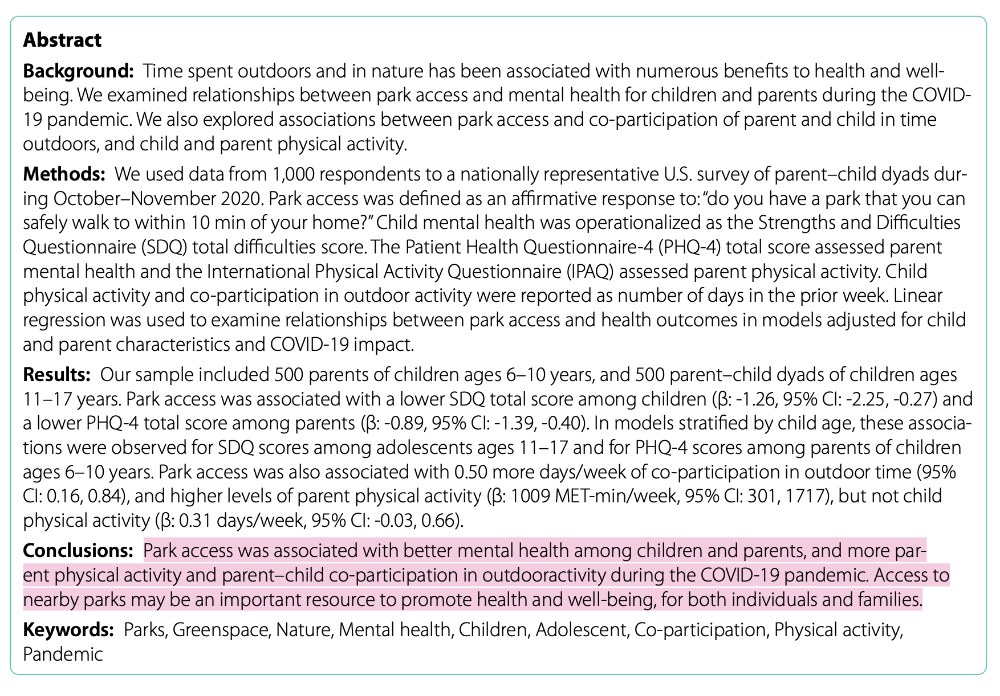 Abstract
Background: Time spent outdoors and in nature has been associated with numerous benefits to health and well-
being. We examined relationships between park access and mental health for children and parents during the COVID-
19 pandemic. We also explored associations between park access and co-participation of parent and child in time
outdoors, and child and parent physical activity.
Methods: We used data from 1,000 respondents to a nationally representative U.S. survey of parent–child dyads dur-
ing October–November 2020. Park access was defined as an affirmative response to: “do you have a park that you can
safely walk to within 10 min of your home?” Child mental health was operationalized as the Strengths and Difficulties
Questionnaire (SDQ) total difficulties score. The Patient Health Questionnaire-4 (PHQ-4) total score assessed parent
mental health and the International Physical Activity Questionnaire (IPAQ) assessed parent physical activity. Child
physical activity and co-participation in outdoor activity were reported as number of days in the prior week. Linear
regression was used to examine relationships between park access and health outcomes in models adjusted for child
and parent characteristics and COVID-19 impact.
Results: Our sample included 500 parents of children ages 6–10 years, and 500 parent–child dyads of children ages
11–17 years. Park access was associated with a lower SDQ total score among children (β: -1.26, 95% CI: -2.25, -0.27) and
a lower PHQ-4 total score among parents (β: -0.89, 95% CI: -1.39, -0.40). In models stratified by child age, these associa-
tions were observed for SDQ scores among adolescents ages 11–17 and for PHQ-4 scores among parents of children
ages 6–10 years. Park access was also associated with 0.50 more days/week of co-participation in outdoor time (95%
CI: 0.16, 0.84), and higher levels of parent physical activity (β: 1009 MET-min/week, 95% CI: 301, 1717), but not child
physical activity (β: 0.31 days/week, 95% CI: -0.03, 0.66).
Conclusions: Park access was associated with better mental health among children and parents, and more par-
ent physical activity and parent–child co-participation in outdooractivity during the COVID-19 pandemic. Access to
nearby parks may be an important resource to promote health and well-being, for both individuals and families.
Keywords: Parks, Greenspace, Nature, Mental health, Children, Adolescent, Co-participation, Physical activity,
Pandemic